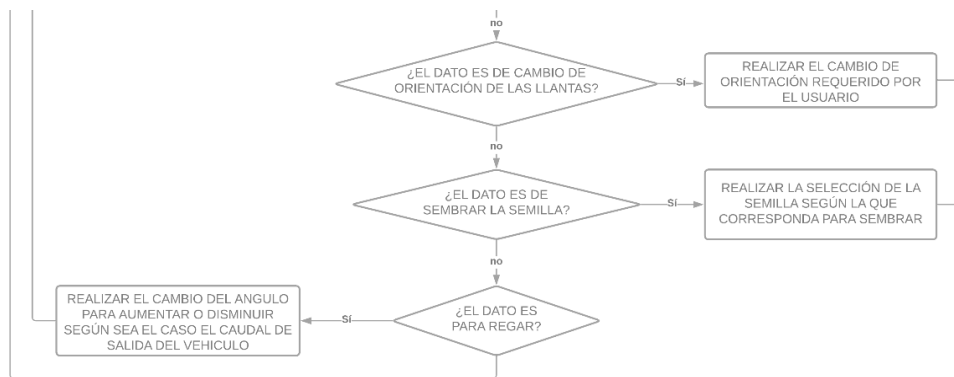 no
¿EL DATO ES DE CAMBIO DE
ORIENTACIÓN DE LAS LLANTAS?
Sí
REALIZAR EL CAMBIO DE
ORIENTACIÓN REQUERIDO POR
EL USUARIO
no
¿EL DATO ES DE
SEMBRAR LA SEMILLA?
Sí
REALIZAR LA SELECCIÓN DE LA
SEMILLA SEGÚN LA QUE
CORRESPONDA PARA SEMBRAR
no
¿EL DATO ES
PARA REGAR?
Sí
REALIZAR EL CAMBIO DEL ANGULO
PARA AUMENTAR O DISMINUIR
SEGÚN SEA EL CASO EL CAUDAL DE
SALIDA DEL VEHICULO